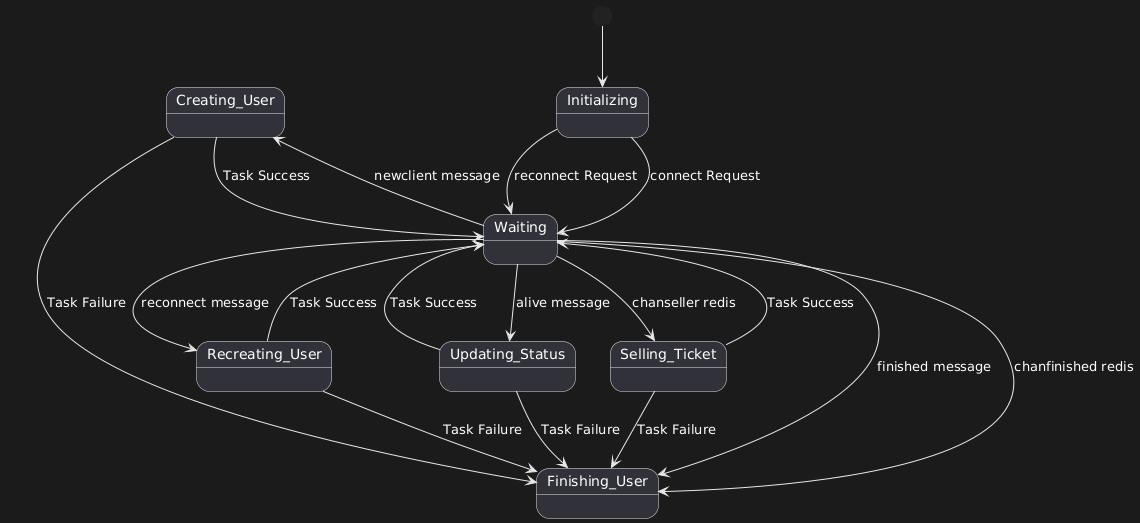 Creating_User
Initializing
Task Success
newclient message
reconnect Request
connect Request
Waiting
Task Failure
reconnect message
Task Success
Task Success
alive message
chanseller redis
Task Success
Recreating_User
Updating_Status
Selling_Ticket
finished message
chanfinished redis
Task Failure
Task Failure
Task Failure
Finishing_User